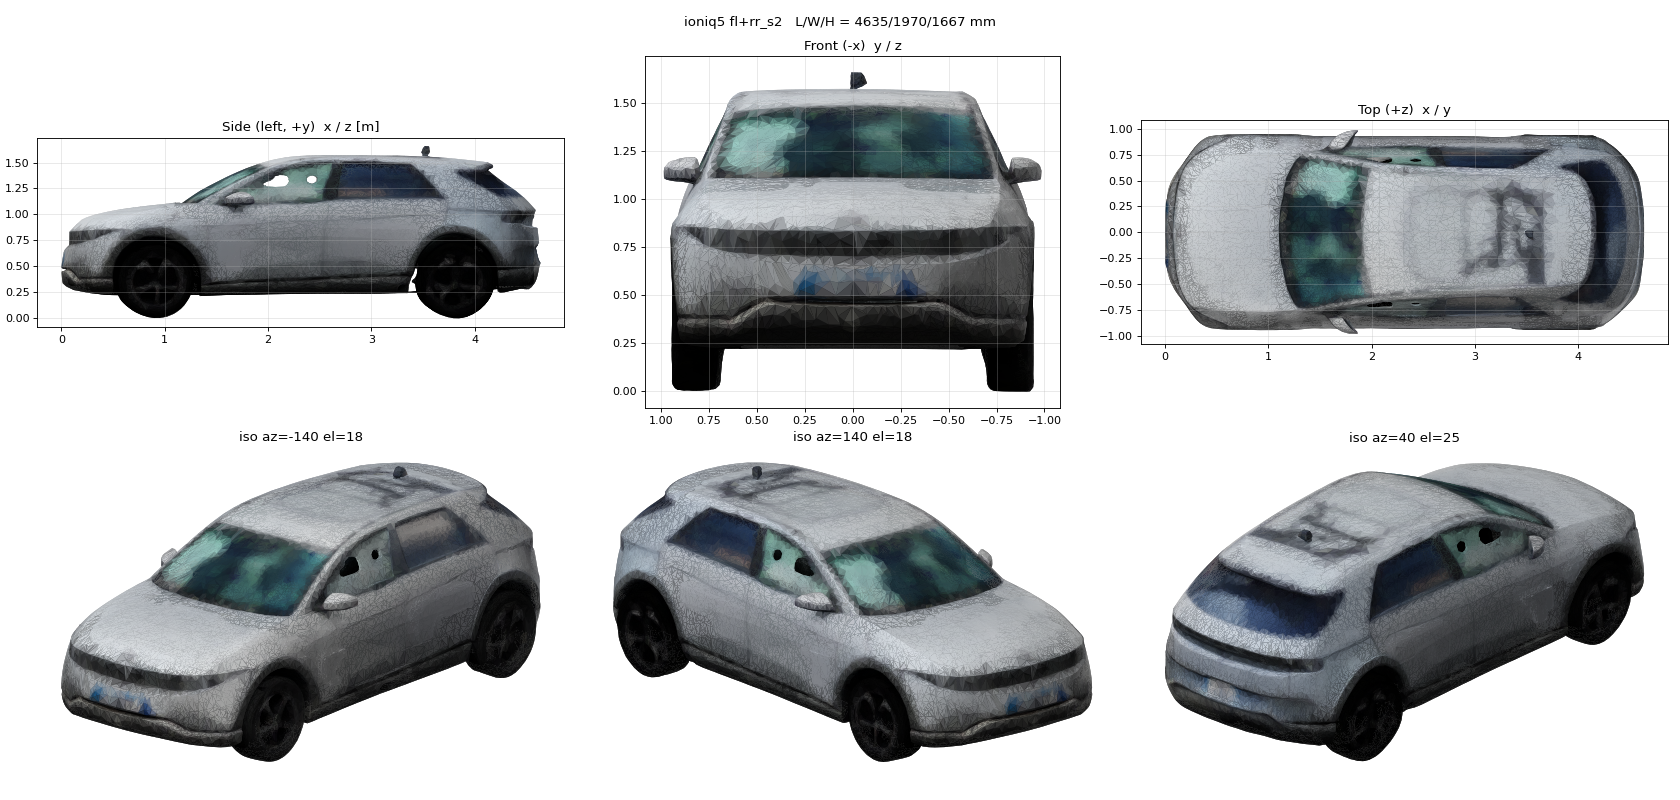 ioniq5 fl+rr_s2 L/W/H = 4635/1970/1667 mm
Side (left, +y) x / z [m]
1.50
1.25
1.00
0.75
0.50
0.25
0.00
0 1 2 3 4
Front (-x) y / z
1.50
1.25
1.00
0.75
0.50
0.25
0.00
1.00 0.75 0.50 0.25 0.00 −0.25 −0.50 −0.75 −1.00
Top (+z) x / y
1.00
0.75
0.50
0.25
0.00
−0.25
−0.50
−0.75
−1.00
0 1 2 3 4
iso az=-140 el=18
iso az=140 el=18
iso az=40 el=25